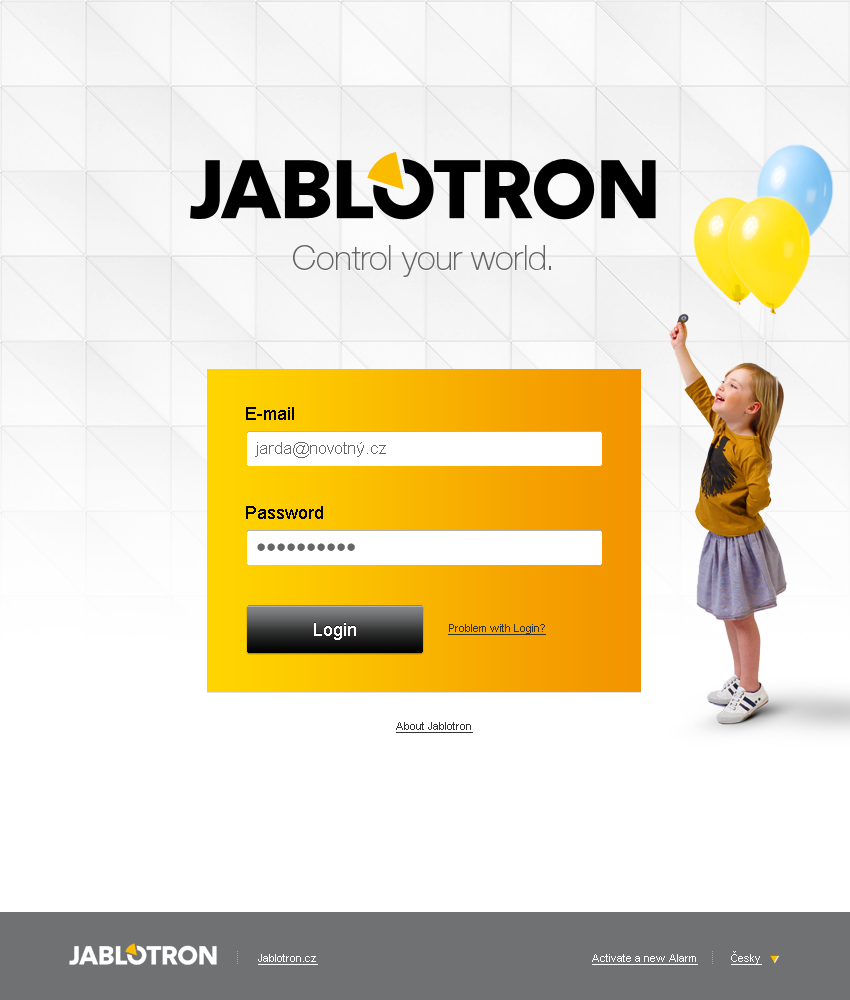 JABLOTRON
Control your world.
E-mail
jarda@novotný.cz
Password
●●●●●●●●●●
Login
Problem with Login?
About Jablotron
JABLOTRON
Jablotron.cz
Activate a new Alarm
Česky